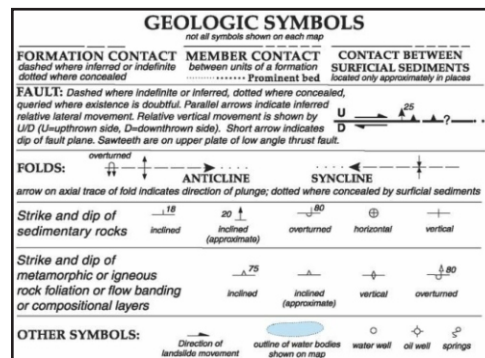 GEOLOGIC SYMBOLS
not all symbols shown on each map
FORMATION CONTACT
dashed where inferred or indefinite
dotted where concealed
MEMBER CONTACT
between units of a formation
Prominent bed
CONTACT BETWEEN
SURFICIAL SEDIMENTS
located only approximately in places
FAULT: Dashed where indefinite or inferred, dotted where concealed,
queried where existence is doubtful. Parallel arrows indicate inferred
relative lateral movement. Relative vertical movement is shown by
U/D (U=upthrown side, D=downthrown side). Short arrow indicates
dip of fault plane. Sawteeth are on upper plate of low angle thrust fault.
U
D
25
?
FOLDS:
overturned
ANTICLINE
SYNCLINE
arrow on axial trace of fold indicates direction of plunge; dotted where concealed by surficial sediments
Strike and dip of
sedimentary rocks
18
inclined
20
inclined
(approximate)
80
overturned
horizontal
vertical
Strike and dip of
metamorphic or igneous
rock foliation or flow banding
or compositional layers
75
inclined
inclined
(approximate)
vertical
80
overturned
OTHER SYMBOLS:
Direction of
landslide movement
outline of water bodies
shown on map
water well
oil well
springs